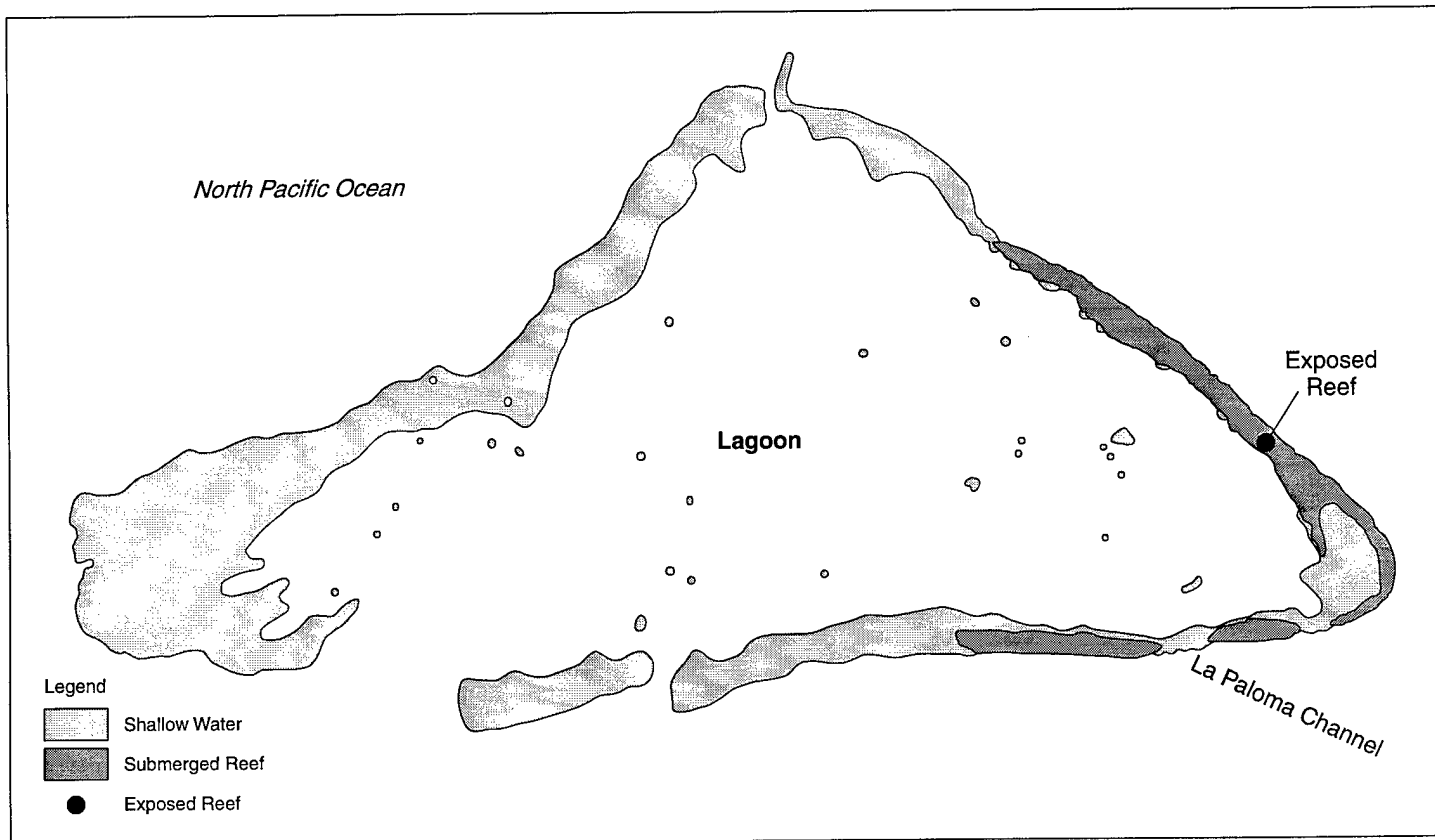 North Pacific Ocean
Exposed
Reef
Lagoon
La Paloma Channel
Legend
Shallow Water
Submerged Reef
Exposed Reef